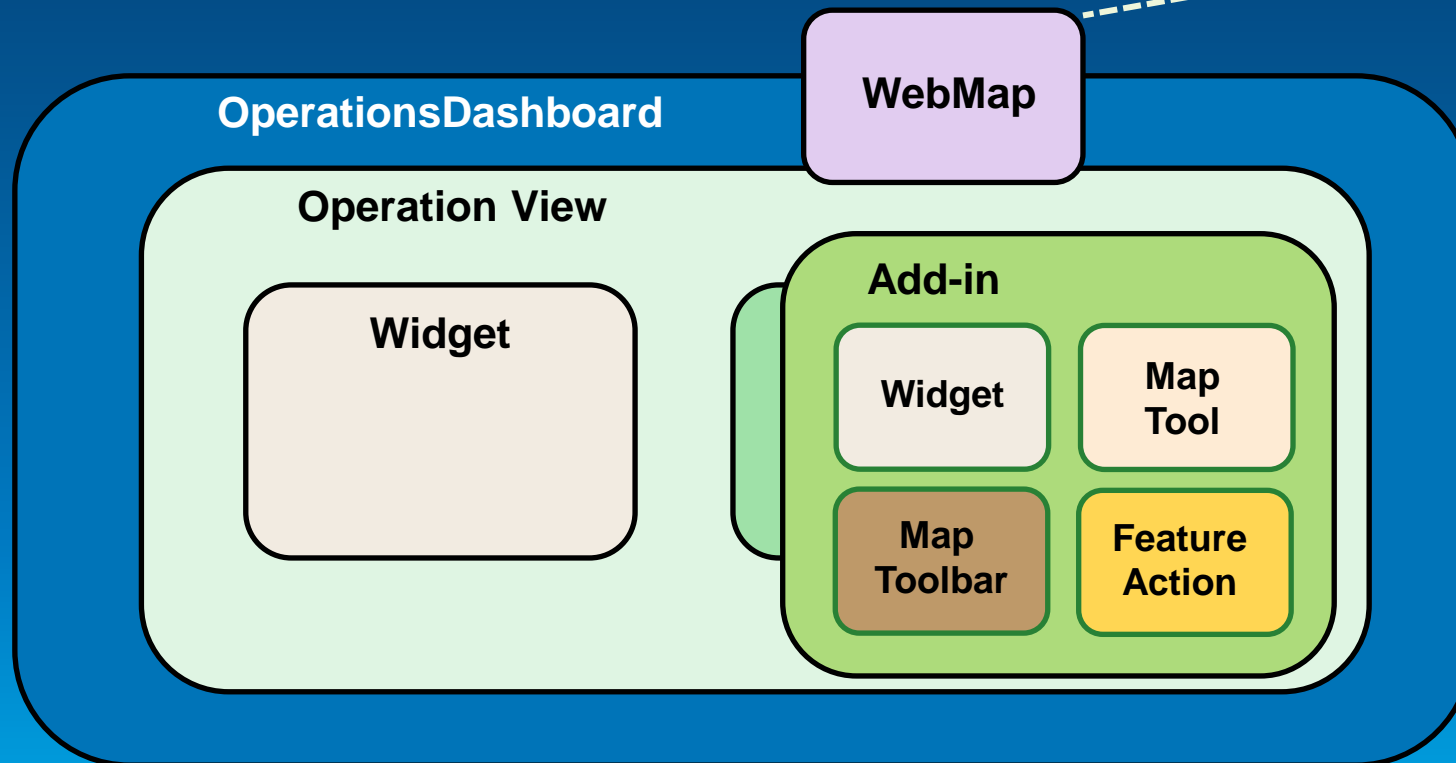 WebMap
OperationsDashboard
Operation View
Add-in
Widget
Widget
Map
Tool
Map
Toolbar
Feature
Action